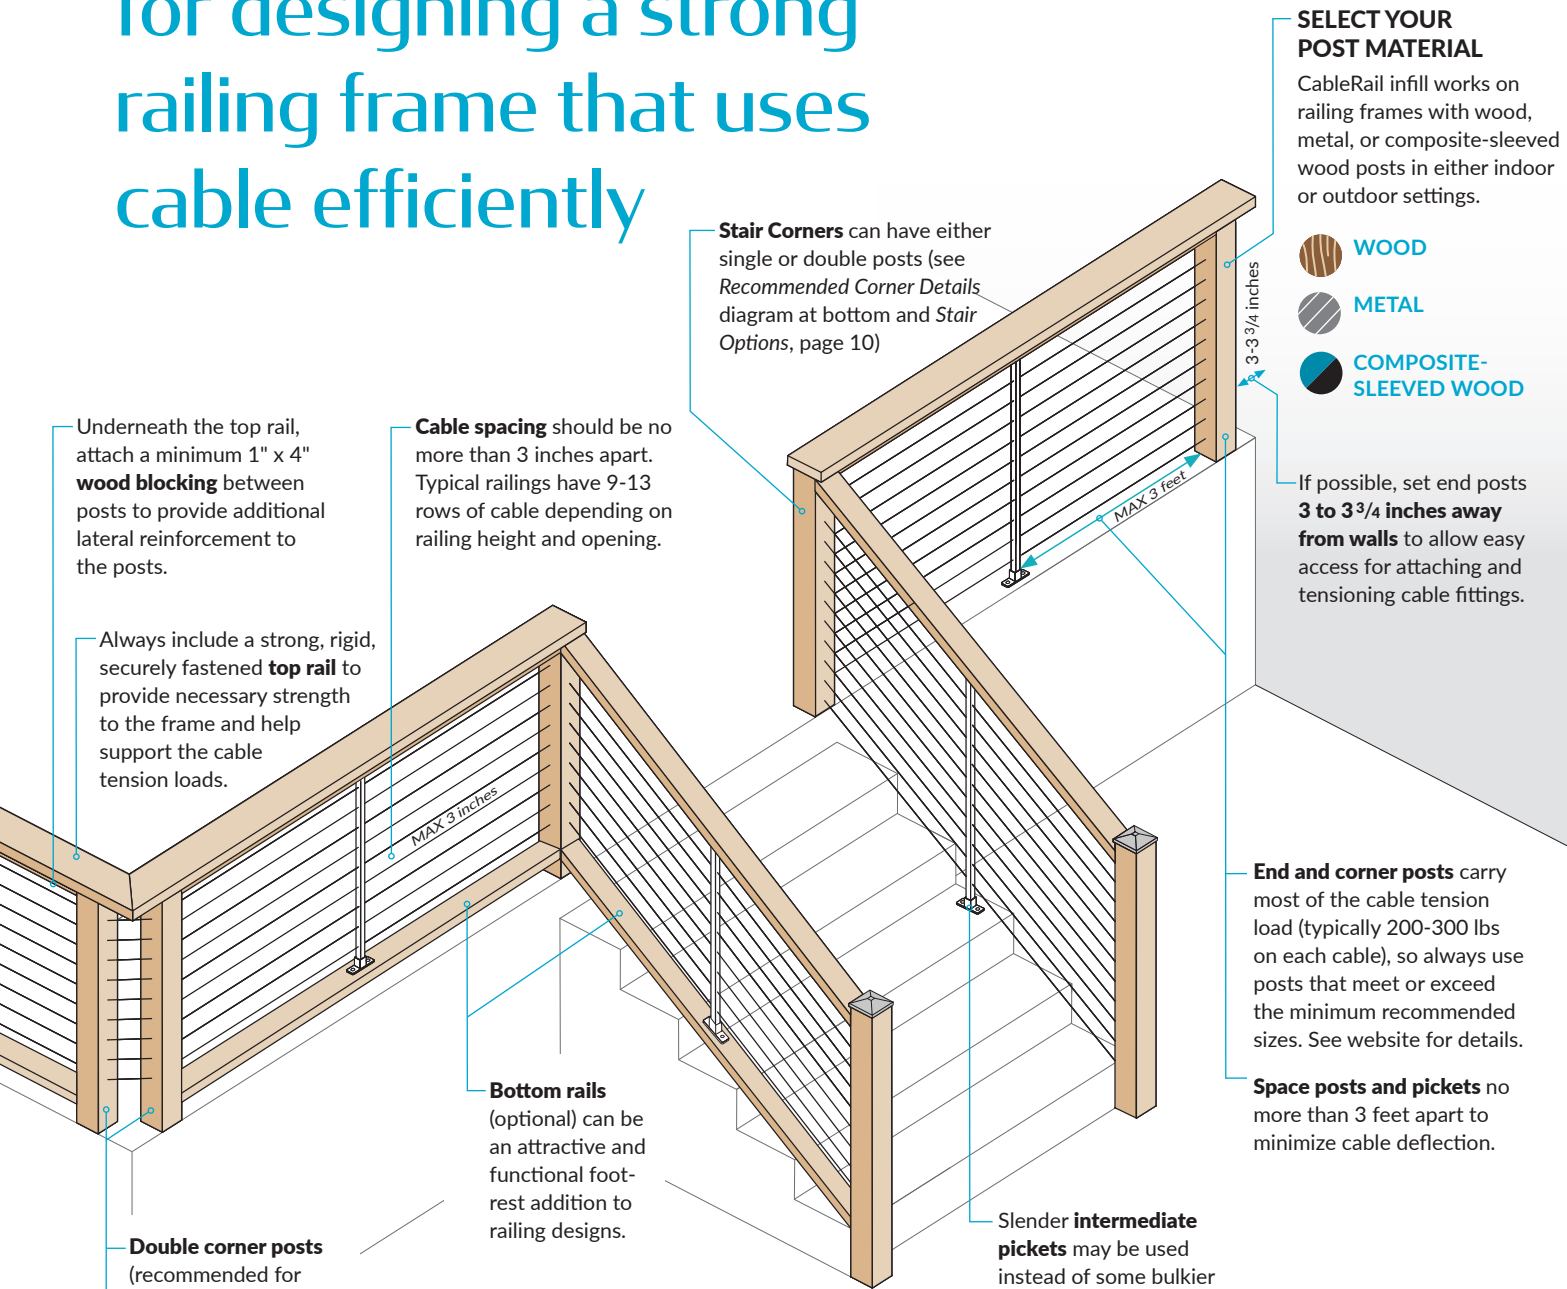 for designing a strong
railing frame that uses
cable efficiently
SELECT YOUR
POST MATERIAL
CableRail infill works on
railing frames with wood,
metal, or composite-sleeved
wood posts in either indoor
or outdoor settings.
WOOD
METAL
COMPOSITE-
SLEEVED WOOD
3-3 3/4 inches
Stair Corners can have either
single or double posts (see
Recommended Corner Details
diagram at bottom and Stair
Options, page 10)
Underneath the top rail,
attach a minimum 1" x 4"
wood blocking between
posts to provide additional
lateral reinforcement to
the posts.
Cable spacing should be no
more than 3 inches apart.
Typical railings have 9-13
rows of cable depending on
railing height and opening.
MAX 3 feet
If possible, set end posts
3 to 3 3/4 inches away
from walls to allow easy
access for attaching and
tensioning cable fittings.
Always include a strong, rigid,
securely fastened top rail to
provide necessary strength
to the frame and help
support the cable
tension loads.
MAX 3 inches
End and corner posts carry
most of the cable tension
load (typically 200-300 lbs
on each cable), so always use
posts that meet or exceed
the minimum recommended
sizes. See website for details.
Space posts and pickets no
more than 3 feet apart to
minimize cable deflection.
Bottom rails
(optional) can be
an attractive and
functional foot-
rest addition to
railing designs.
Slender intermediate
pickets may be used
instead of some bulkier
Double corner posts
(recommended for